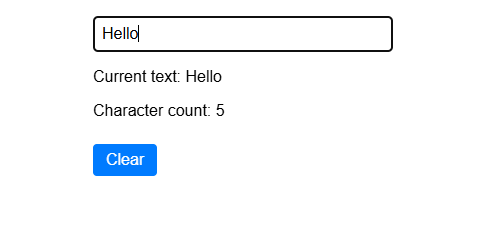 Hello
Current text: Hello
Character count: 5
Clear